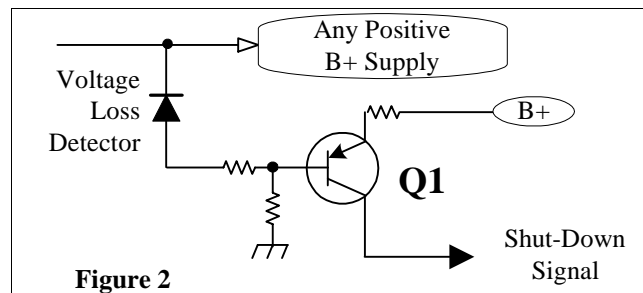 Any Positive
B+ Supply
Voltage
Loss
Detector
B+
Q1
Shut-Down
Signal
Figure 2